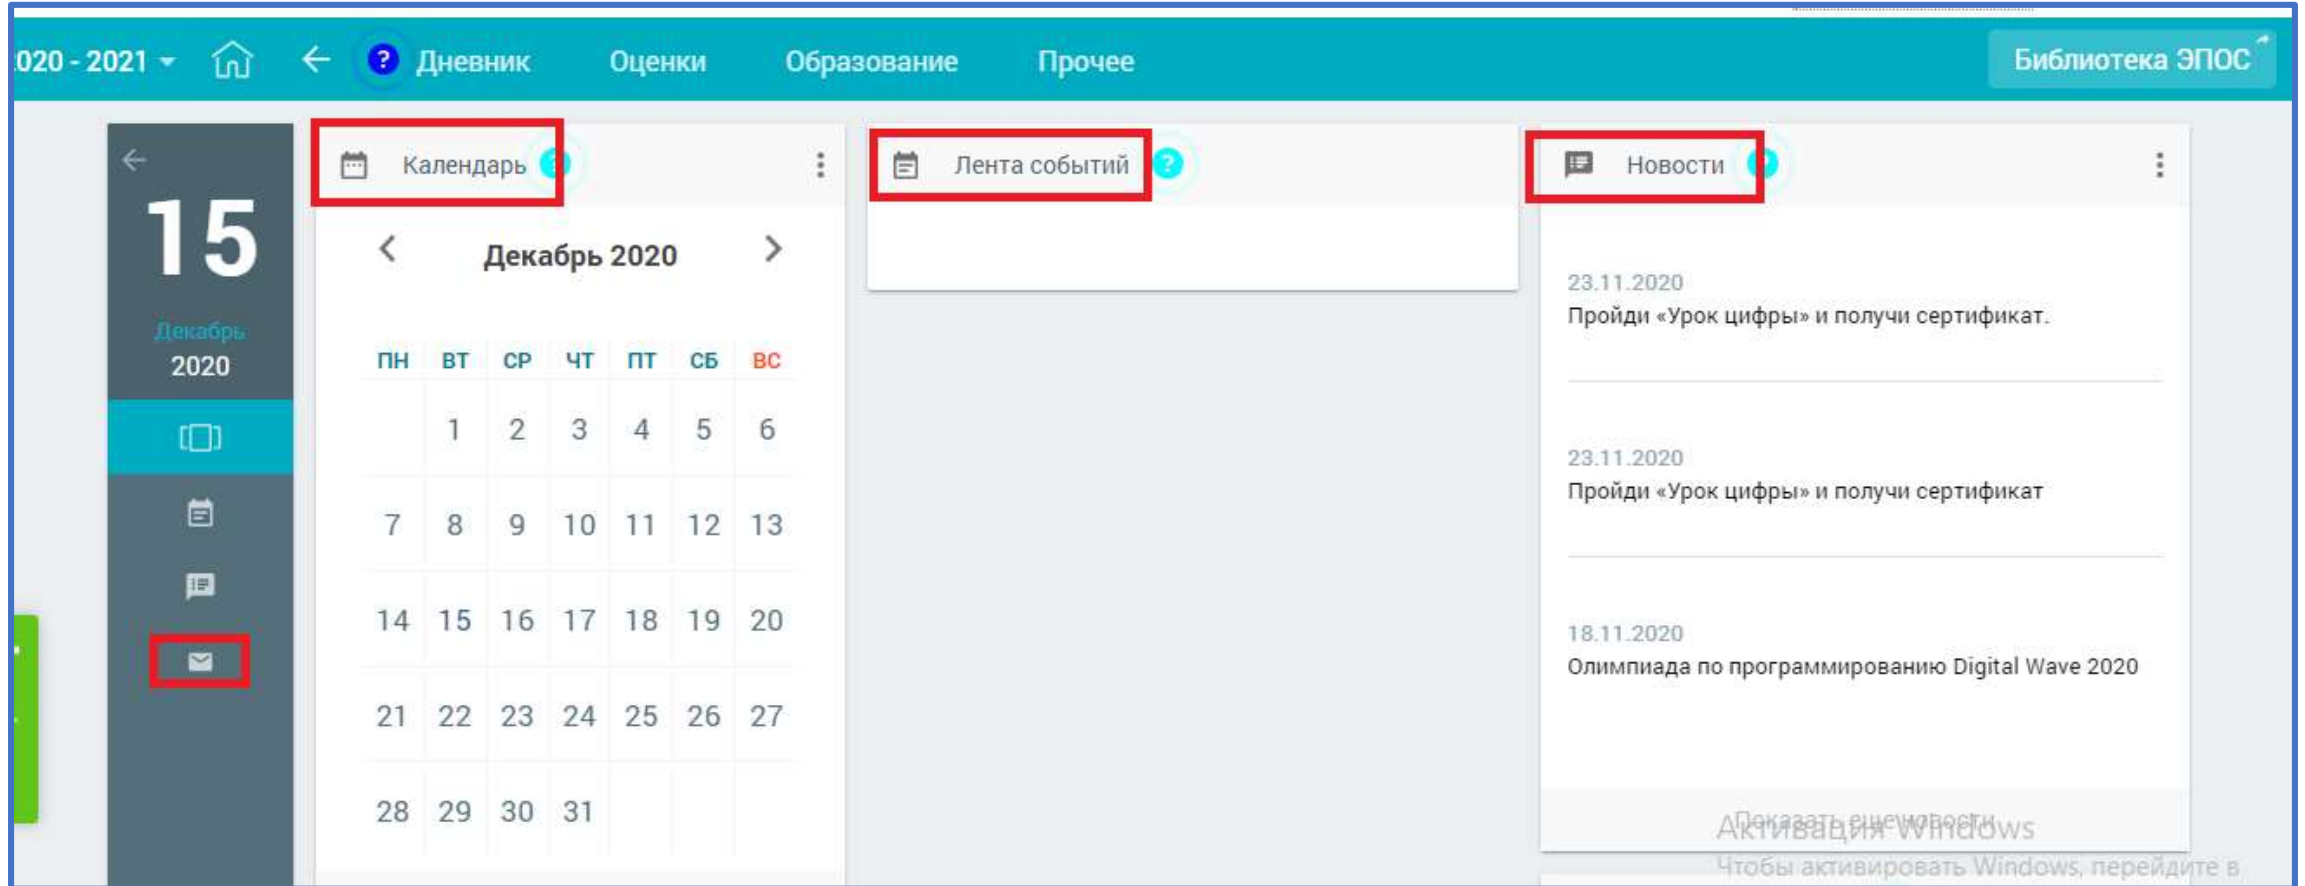 020 - 2021
? Дневник Оценки Образование Прочее
Библиотека ЭПОС
15
Декабрь
2020
Календарь ?
Декабрь 2020
ПН ВТ СР ЧТ ПТ СБ ВС
1 2 3 4 5 6
7 8 9 10 11 12 13
14 15 16 17 18 19 20
21 22 23 24 25 26 27
28 29 30 31
Лента событий ?
Новости ?
23.11.2020
Пройди «Урок цифры» и получи сертификат.
23.11.2020
Пройди «Урок цифры» и получи сертификат
18.11.2020
Олимпиада по программированию Digital Wave 2020
Показать еще новости
Активация Windows
Чтобы активировать Windows, перейдите в